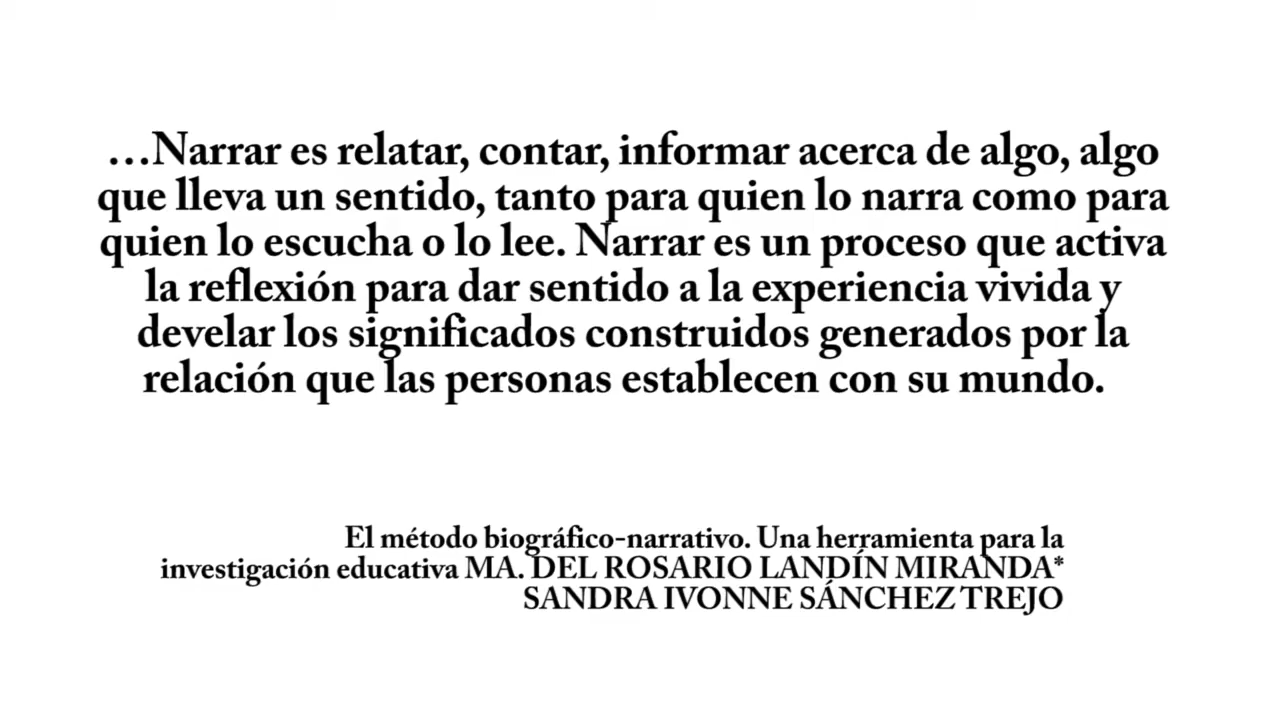 …Narrar es relatar, contar, informar acerca de algo, algo
que lleva un sentido, tanto para quien lo narra como para
quien lo escucha o lo lee. Narrar es un proceso que activa
la reflexión para dar sentido a la experiencia vivida y
develar los significados construidos generados por la
relación que las personas establecen con su mundo.
El método biográfico-narrativo. Una herramienta para la
investigación educativa MA. DEL ROSARIO LANDÍN MIRANDA*
SANDRA IVONNE SÁNCHEZ TREJO